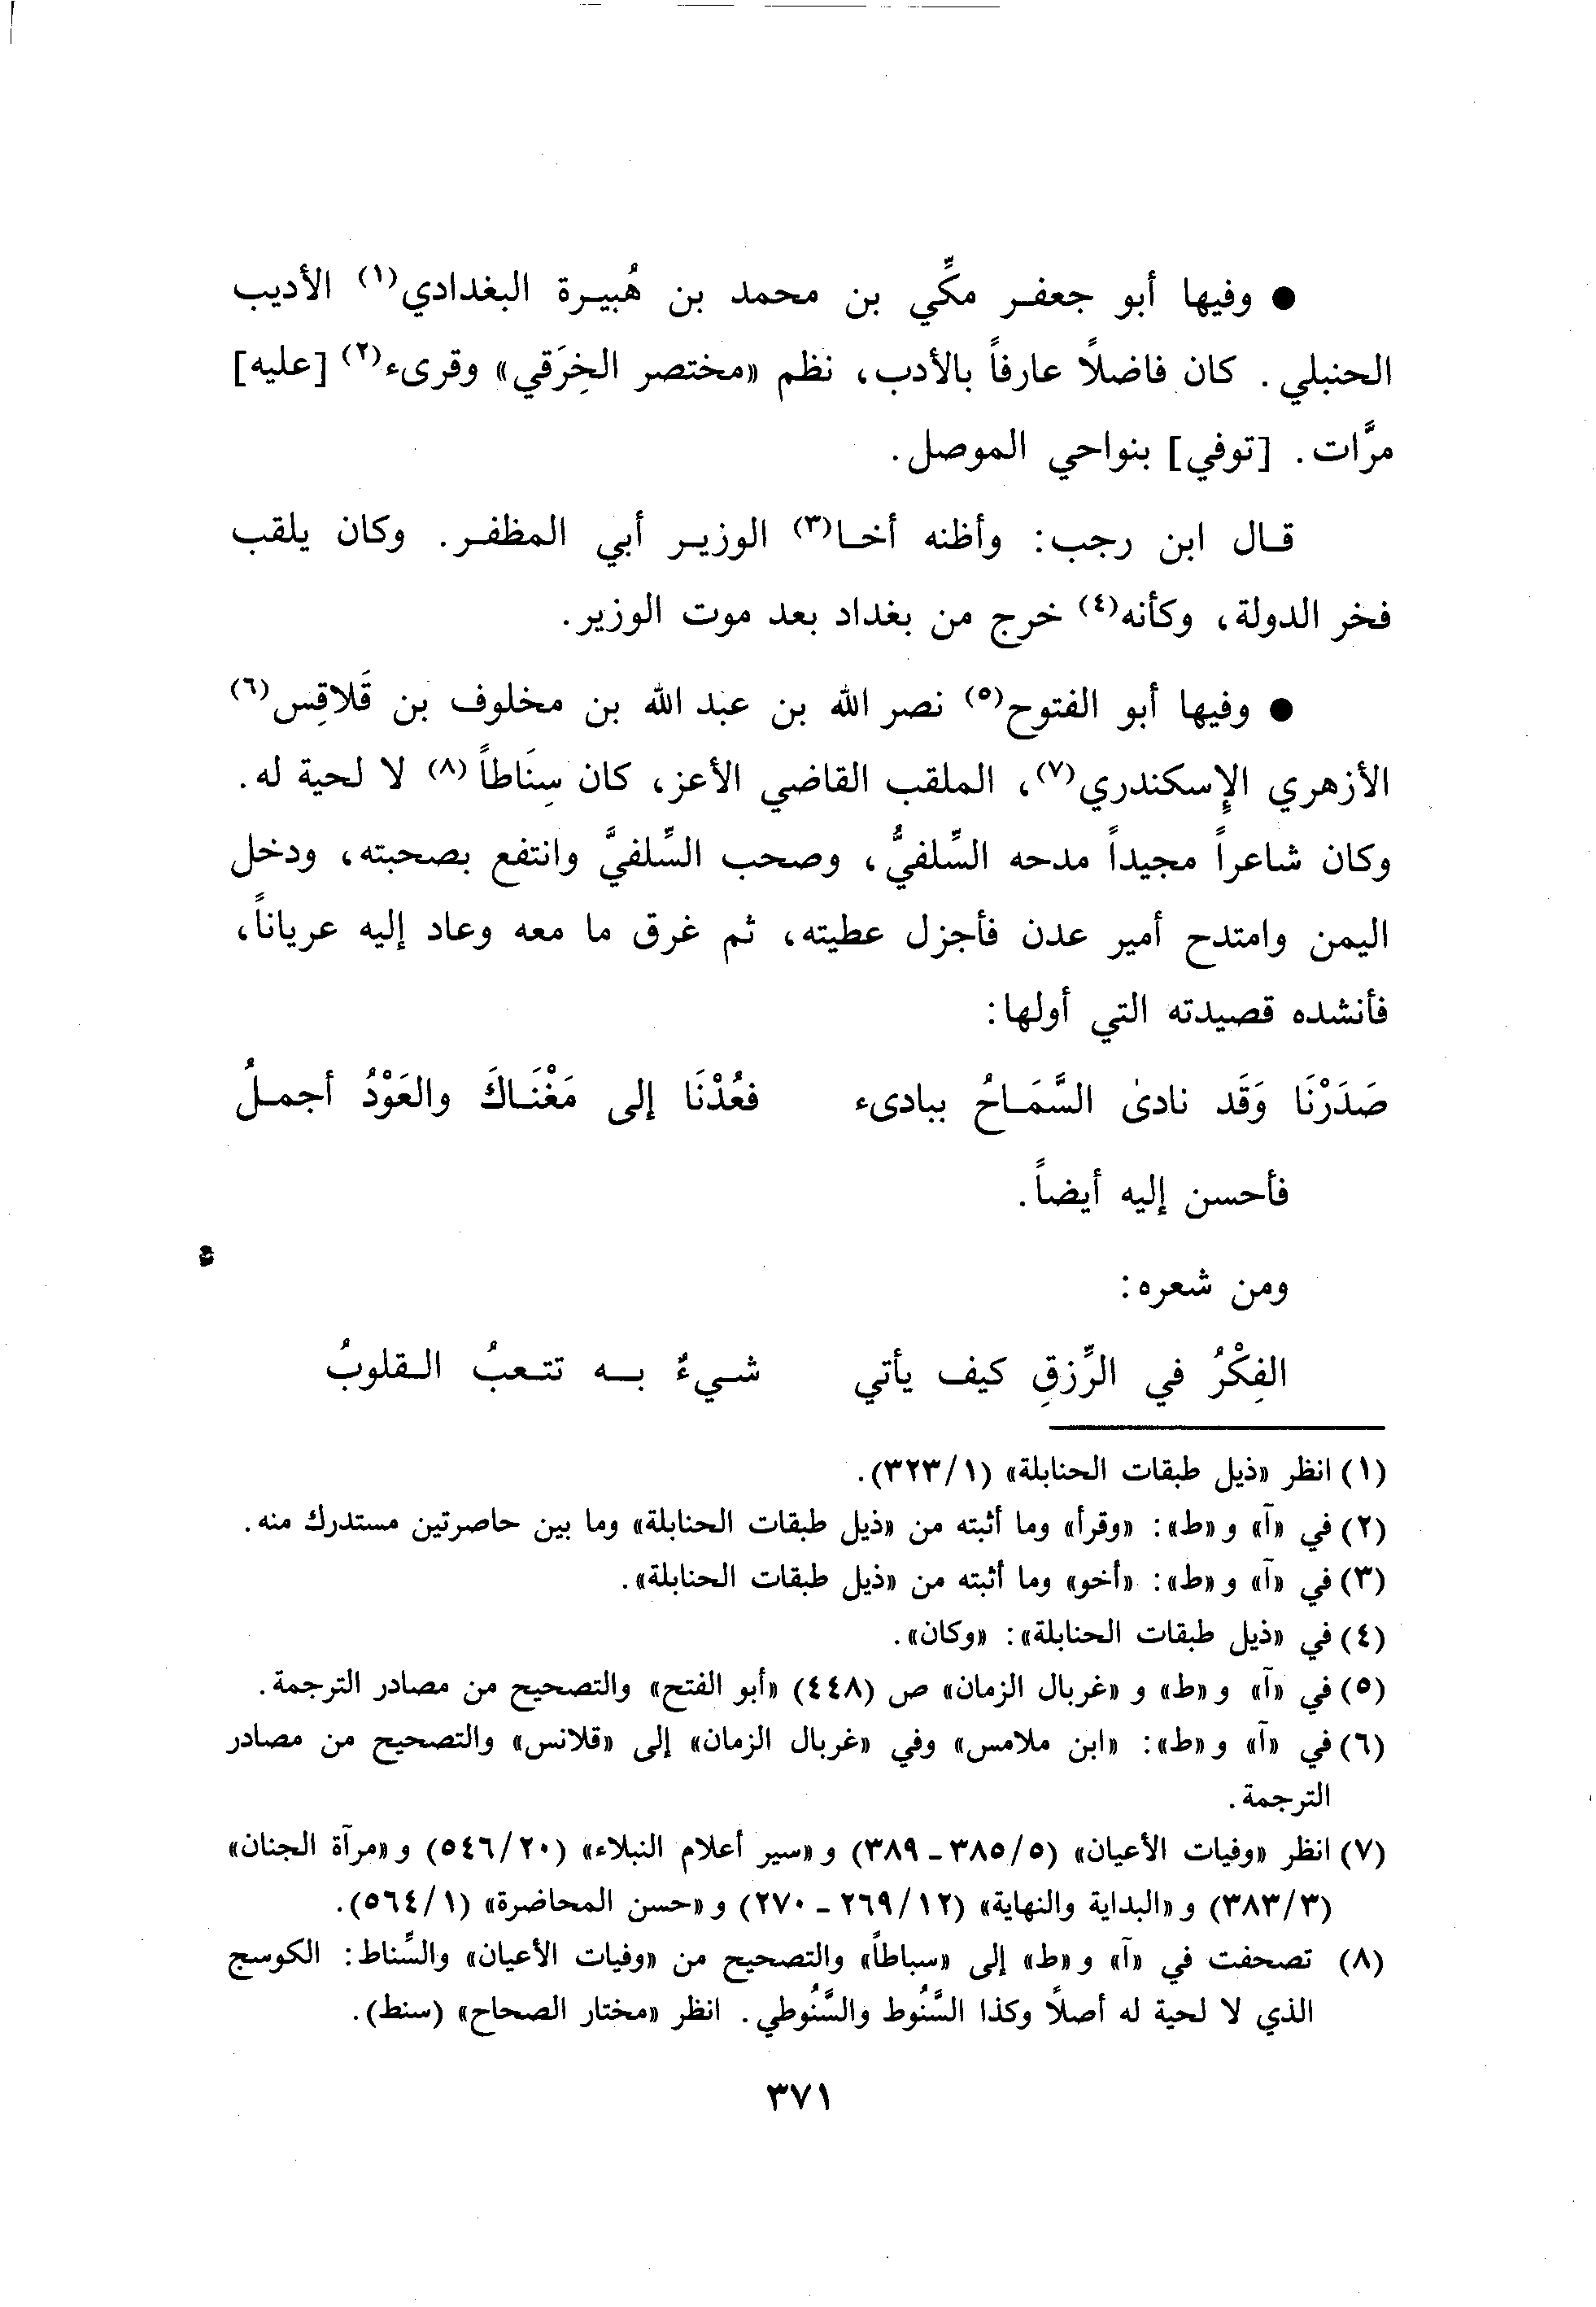 ● وفيها أبو جعفر مكِّي بن محمد بن هُبيرة البغدادي(١) الأديب
الحنبلي. كان فاضلاً عارفاً بالأدب، نظم «مختصر الخِرَقي» وقرىء(٢) [عليه]
مرَّات. [توفي] بنواحي الموصل.
قال ابن رجب: وأظنه أخا(٣) الوزير أبي المظفر. وكان يلقب
فخر الدولة، وكأنه(٤) خرج من بغداد بعد موت الوزير.
● وفيها أبو الفتوح(٥) نصر الله بن عبد الله بن مخلوف بن قَلاقِس(٦)
الأزهري الإسكندري(٧)، الملقب القاضي الأعز، كان سِنَاطاً(٨) لا لحية له.
وكان شاعراً مجيداً مدحه السِّلفيُّ، وصحب السِّلفيَّ وانتفع بصحبته، ودخل
اليمن وامتدح أمير عدن فأجزل عطيته، ثم غرق ما معه وعاد إليه عرياناً،
فأنشده قصيدته التي أولها:
صَدَرْنَا وَقَد نادىٰ السَّمَاحُ ببادىء فعُدْنَا إلى مَغْنَاكَ والعَوْدُ أجملُ
فأحسن إليه أيضاً.
ومن شعره:
الفِكْرُ في الرِّزقِ كيف يأتي شيءٌ به تتعبُ القلوبُ
(١) انظر «ذيل طبقات الحنابلة» (٣٢٣/١).
(٢) في «آ» و «ط»: «وقرأ» وما أثبته من «ذيل طبقات الحنابلة» وما بين حاصرتين مستدرك منه.
(٣) في «آ» و «ط»: «أخو» وما أثبته من «ذيل طبقات الحنابلة».
(٤) في «ذيل طبقات الحنابلة»: «وكان».
(٥) في «آ» و «ط» و «غربال الزمان» ص (٤٤٨) «أبو الفتح» والتصحيح من مصادر الترجمة.
(٦) في «آ» و «ط»: «ابن ملامس» وفي «غربال الزمان» إلى «قلانس» والتصحيح من مصادر
الترجمة.
(٧) انظر «وفيات الأعيان» (٣٨٥/٥ - ٣٨٩) و «سير أعلام النبلاء» (٥٤٦/٢٠) و «مرآة الجنان»
(٣٨٣/٣) و «البداية والنهاية» (٢٦٩/١٢ - ٢٧٠) و «حسن المحاضرة» (٥٦٤/١).
(٨) تصحفت في «آ» و «ط» إلى «سباطاً» والتصحيح من «وفيات الأعيان» والسِّناط: الكوسج
الذي لا لحية له أصلاً وكذا السَّنُوط والسَّنُوطي. انظر «مختار الصحاح» (سنط).
٣٧١